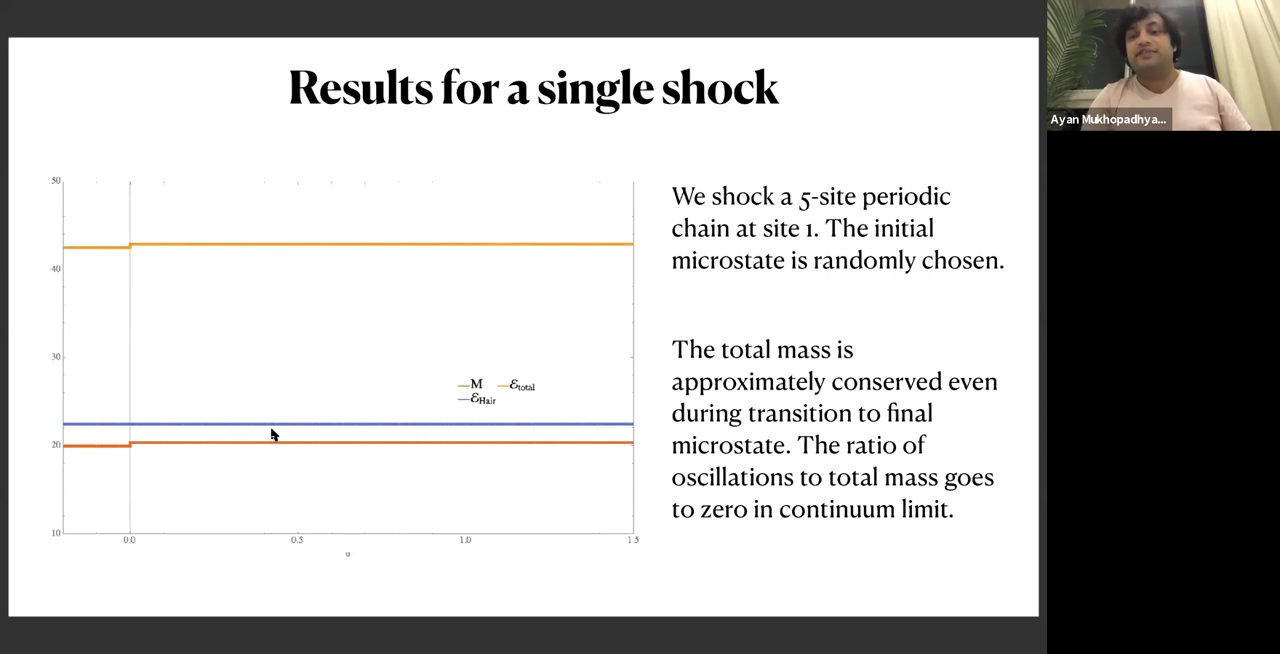 Results for a single shock
50
40
30
20
10
0.0
0.5
1.0
1.5
u
M
ℰtotal
ℰHair
We shock a 5-site periodic
chain at site 1. The initial
microstate is randomly chosen.
The total mass is
approximately conserved even
during transition to final
microstate. The ratio of
oscillations to total mass goes
to zero in continuum limit.
Ayan Mukhopadhya...